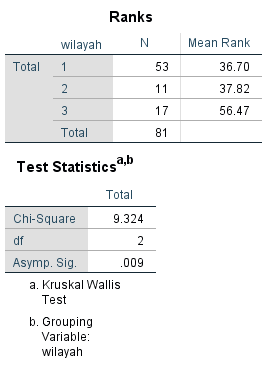 Ranks
wilayah N Mean Rank
Total 1 53 36.70
2 11 37.82
3 17 56.47
Total 81
Test Statisticsa,b
Total
Chi-Square 9.324
df 2
Asymp. Sig. .009
a. Kruskal Wallis
Test
b. Grouping
Variable:
wilayah